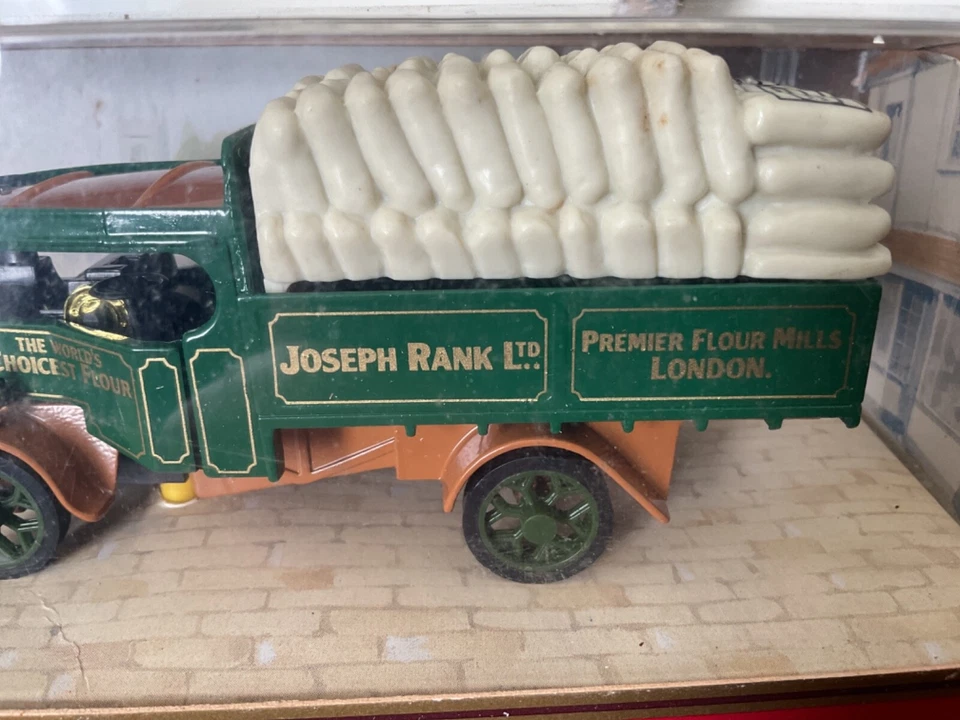 THE WORLD'S
CHOICEST FLOUR
JOSEPH RANK LTD.
PREMIER FLOUR MILLS
LONDON.